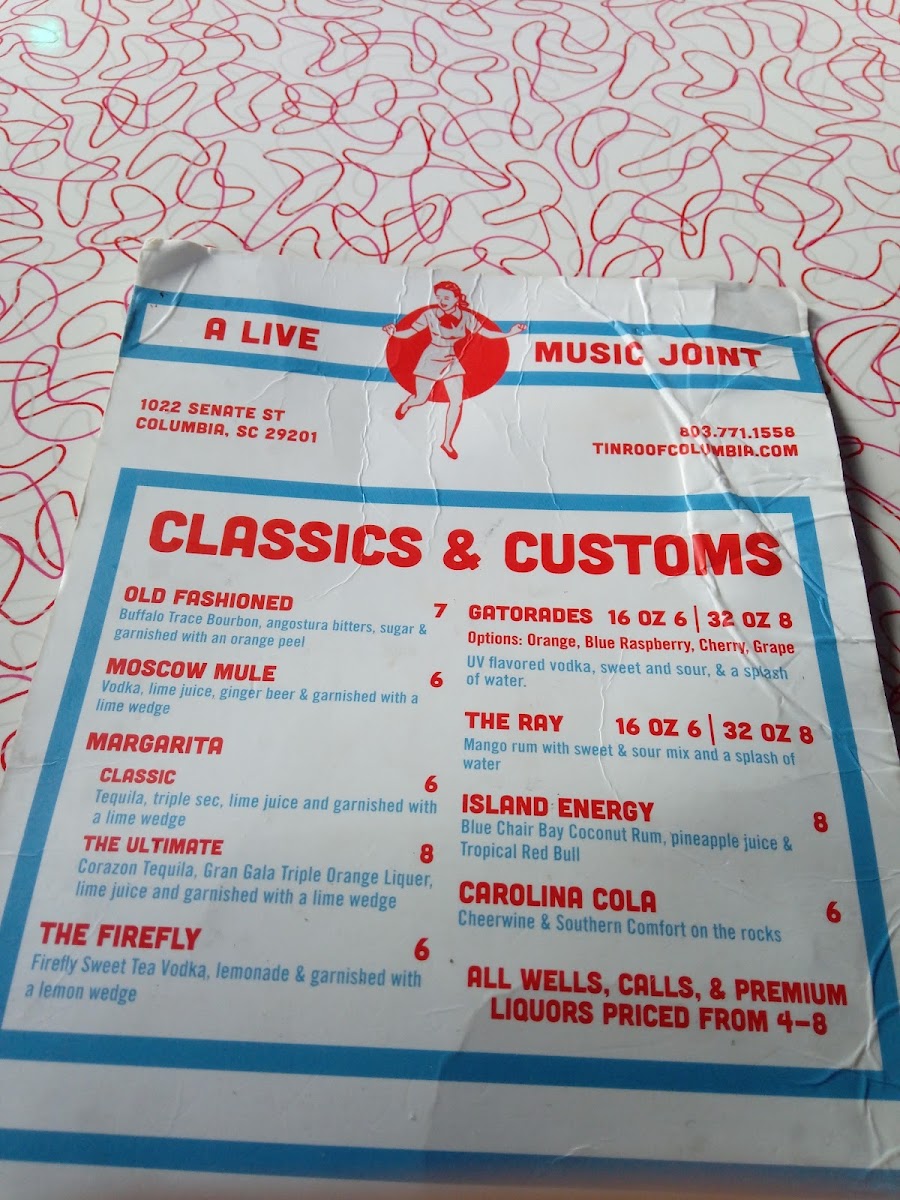 A LIVE MUSIC JOINT
1022 SENATE ST
COLUMBIA, SC 29201
803.771.1558
TINROOFCOLUMBIA.COM
CLASSICS & CUSTOMS
OLD FASHIONED 7
Buffalo Trace Bourbon, angostura bitters, sugar &
garnished with an orange peel
MOSCOW MULE 6
Vodka, lime juice, ginger beer & garnished with a
lime wedge
MARGARITA
CLASSIC 6
Tequila, triple sec, lime juice and garnished with
a lime wedge
THE ULTIMATE 8
Corazon Tequila, Gran Gala Triple Orange Liquer,
lime juice and garnished with a lime wedge
THE FIREFLY 6
Firefly Sweet Tea Vodka, lemonade & garnished with
a lemon wedge
GATORADES 16 OZ 6 | 32 OZ 8
Options: Orange, Blue Raspberry, Cherry, Grape
UV flavored vodka, sweet and sour, & a splash
of water.
THE RAY 16 OZ 6 | 32 OZ 8
Mango rum with sweet & sour mix and a splash of
water
ISLAND ENERGY 8
Blue Chair Bay Coconut Rum, pineapple juice &
Tropical Red Bull
CAROLINA COLA 6
Cheerwine & Southern Comfort on the rocks
ALL WELLS, CALLS, & PREMIUM
LIQUORS PRICED FROM 4-8